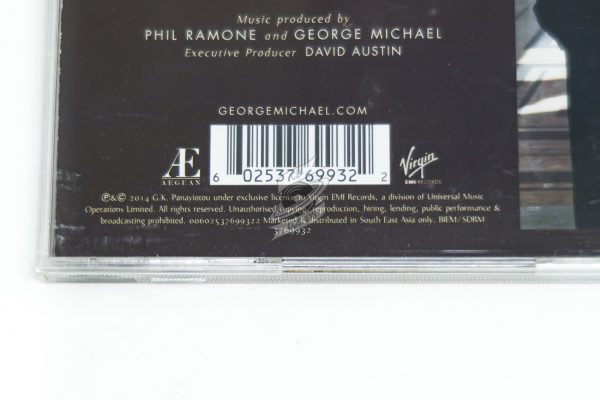 Music produced by
PHIL RAMONE and GEORGE MICHAEL
Executive Producer DAVID AUSTIN
GEORGEMICHAEL.COM
Æ
AEGEAN
6 02537 69932 2
Virgin
EMI RECORDS
℗&© 2014 G.K. Panayiotou under exclusive licence to Virgin EMI Records, a division of Universal Music
Operations Limited. All rights reserved. Unauthorised copying, reproduction, hiring, lending, public performance &
broadcasting prohibited. 00602537699322 Marketed & distributed in South East Asia only. BIEM/SDRM
3769932